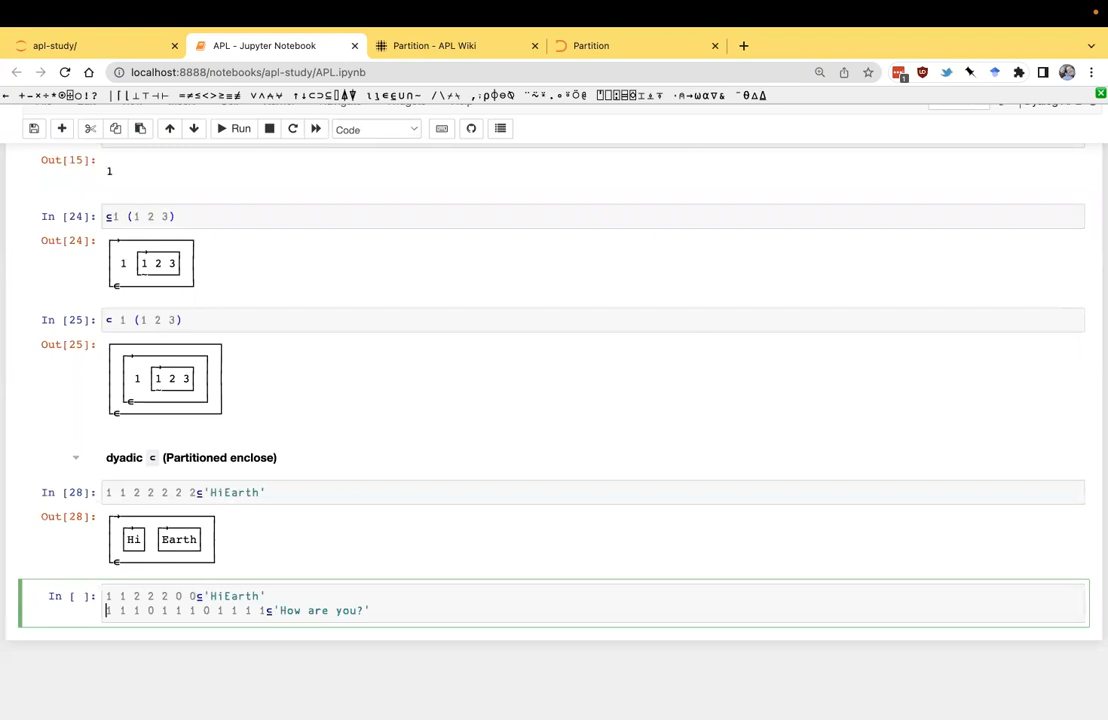 apl-study/
APL - Jupyter Notebook
Partition - APL Wiki
Partition
localhost:8888/notebooks/apl-study/APL.ipynb
Run
Code
Out[15]:
1
In [24]:
⊆1 (1 2 3)
Out[24]:
1 1 2 3
In [25]:
⊂ 1 (1 2 3)
Out[25]:
1 1 2 3
dyadic ⊂ (Partitioned enclose)
In [28]:
1 1 2 2 2 2 2⊆'HiEarth'
Out[28]:
Hi Earth
In [ ]:
1 1 2 2 2 0 0⊆'HiEarth'
1 1 1 0 1 1 1 0 1 1 1 1⊆'How are you?'